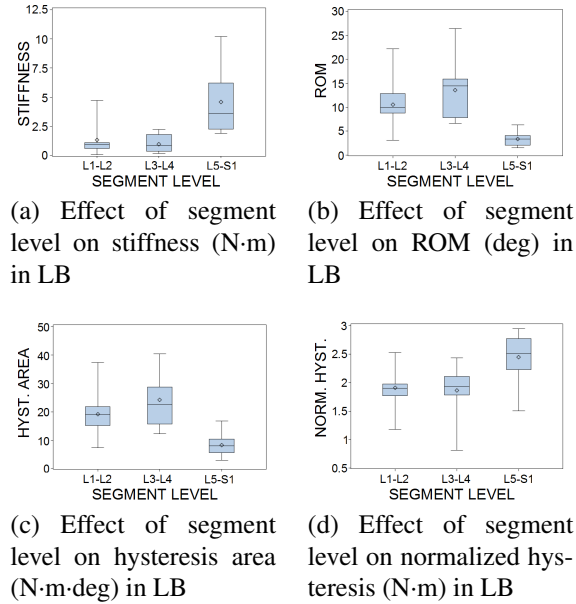 STIFFNESS
12.5
10
7.5
5
2.5
0
L1-L2 L3-L4 L5-S1
SEGMENT LEVEL
(a) Effect of segment
level on stiffness (N·m)
in LB
ROM
30
25
20
15
10
5
0
L1-L2 L3-L4 L5-S1
SEGMENT LEVEL
(b) Effect of segment
level on ROM (deg) in
LB
HYST. AREA
50
40
30
20
10
0
L1-L2 L3-L4 L5-S1
SEGMENT LEVEL
(c) Effect of segment
level on hysteresis area
(N·m·deg) in LB
NORM. HYST.
3
2.5
2
1.5
1
0.5
L1-L2 L3-L4 L5-S1
SEGMENT LEVEL
(d) Effect of segment
level on normalized hys-
teresis (N·m) in LB